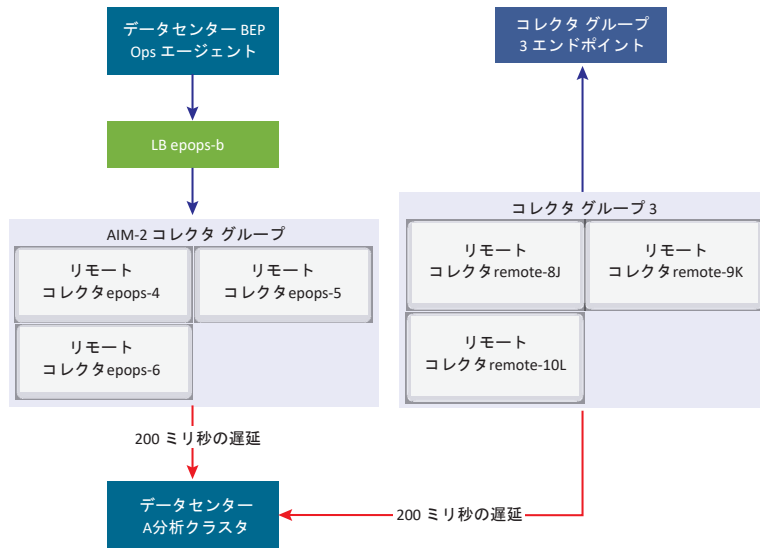 データセンター BEP
Ops エージェント
コレクタ グループ
3 エンドポイント
LB epops-b
AIM-2 コレクタ グループ
リモート
コレクタepops-4
リモート
コレクタepops-5
リモート
コレクタepops-6
コレクタ グループ 3
リモート
コレクタremote-8J
リモート
コレクタremote-9K
リモート
コレクタremote-10L
200 ミリ秒の遅延
データセンター
A分析クラスタ
200 ミリ秒の遅延